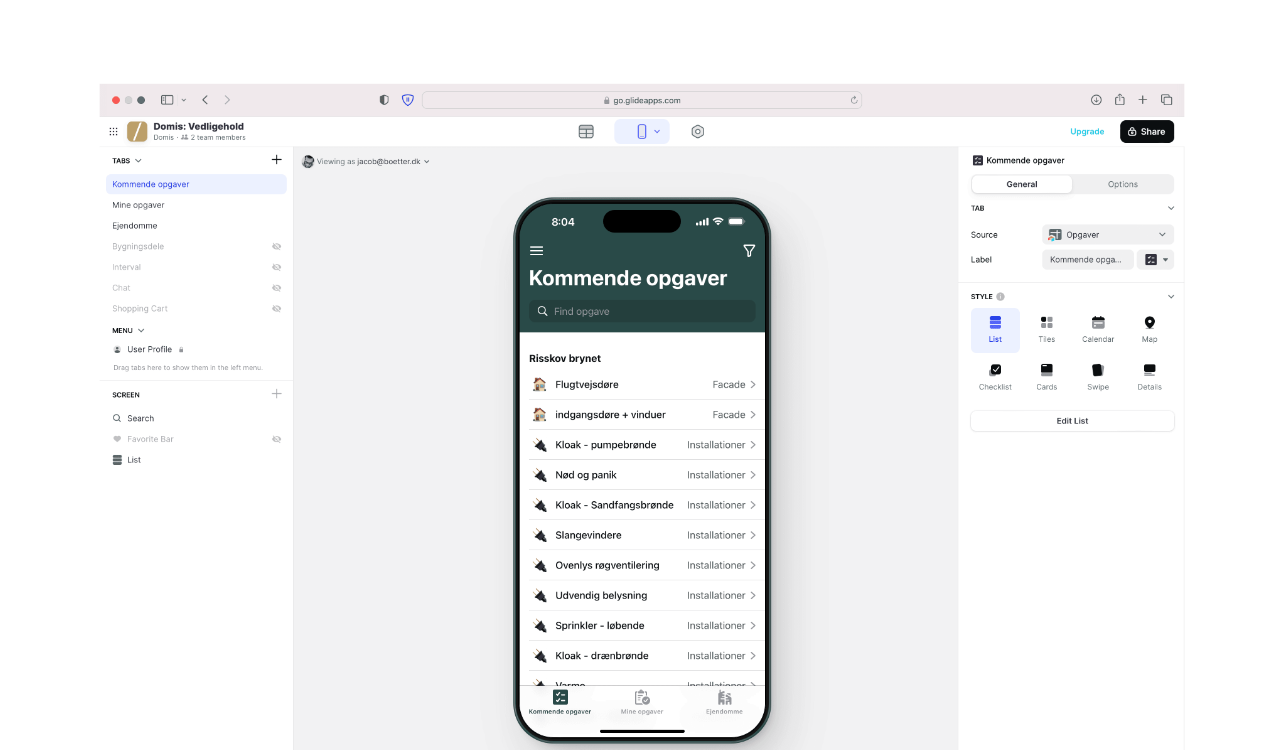 go.glideapps.com
Domis: Vedligehold
Domis · 2 team members
Upgrade
Share
TABS
Kommende opgaver
Mine opgaver
Ejendomme
Bygningsdele
Interval
Chat
Shopping Cart
MENU
User Profile
Drag tabs here to show them in the left menu.
SCREEN
Search
Favorite Bar
List
Viewing as jacob@boetter.dk
8:04
Kommende opgaver
Find opgave
Risskov brynet
Flugtvejsdøre Facade
indgangsdøre + vinduer Facade
Kloak - pumpebrønde Installationer
Nød og panik Installationer
Kloak - Sandfangsbrønde Installationer
Slangevindere Installationer
Ovenlys røgventilering Installationer
Udvendig belysning Installationer
Sprinkler - løbende Installationer
Kloak - drænbrønde Installationer
Varme Installationer
Kommende opgaver
Mine opgaver
Ejendomme
Kommende opgaver
General
Options
TAB
Source Opgaver
Label Kommende opga...
STYLE
List
Tiles
Calendar
Map
Checklist
Cards
Swipe
Details
Edit List